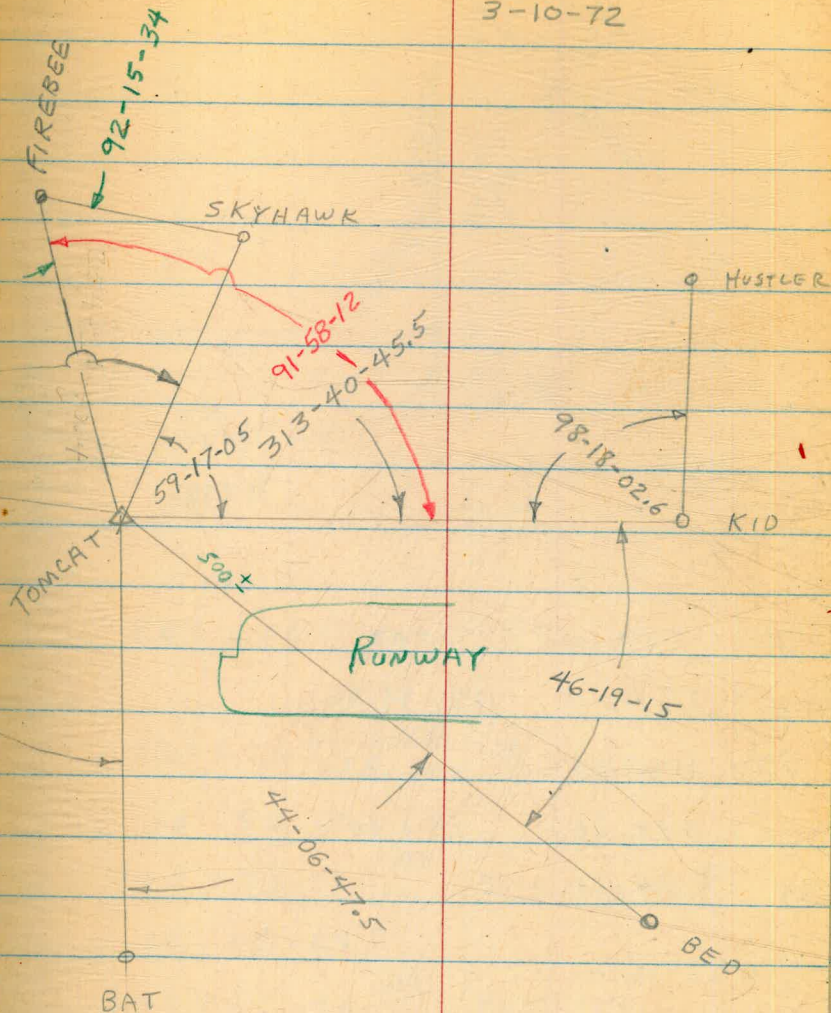 3-10-72
FIREBEE
92-15-34
SKYHAWK
HUSTLER
91-58-12
313-40-45.5
59-17-05
98-18-02.6
KID
TOMCAT
500±
RUNWAY
46-19-15
44-06-47.5
BED
BAT